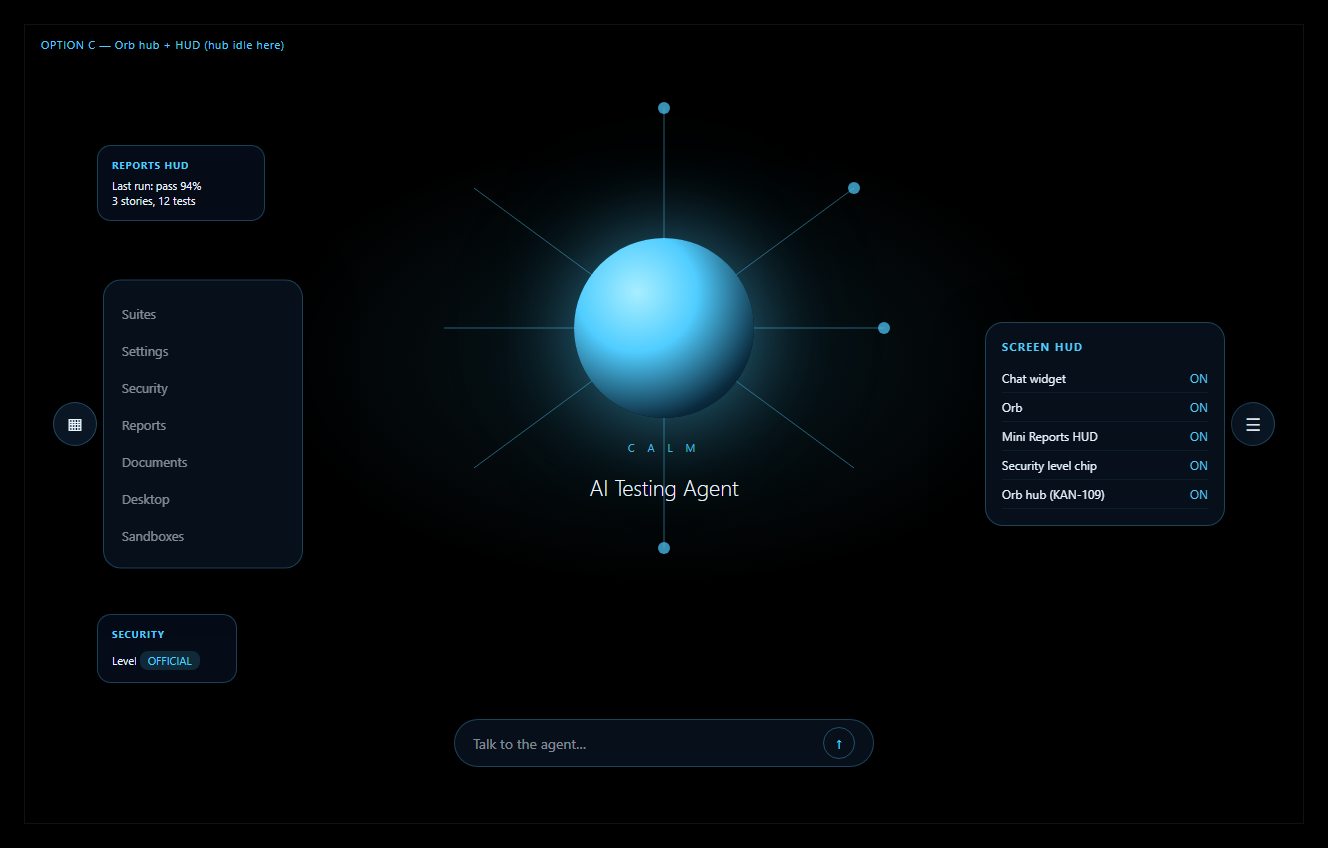 OPTION C — Orb hub + HUD (hub idle here)
REPORTS HUD
Last run: pass 94%
3 stories, 12 tests
Suites
Settings
Security
Reports
Documents
Desktop
Sandboxes
SECURITY
Level OFFICIAL
CALM
AI Testing Agent
SCREEN HUD
Chat widget ON
Orb ON
Mini Reports HUD ON
Security level chip ON
Orb hub (KAN-109) ON
Talk to the agent...